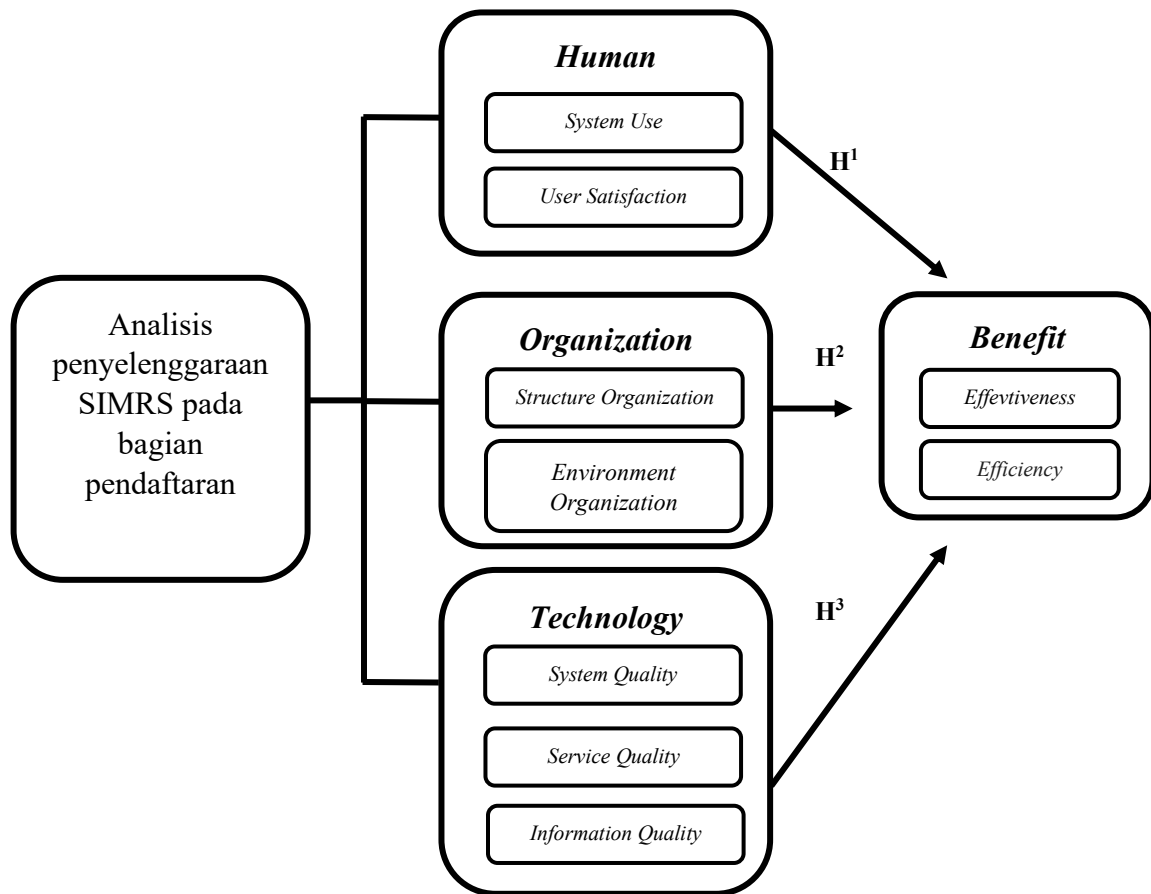 Human
System Use
User Satisfaction
H¹
Analisis
penyelenggaraan
SIMRS pada
bagian
pendaftaran
Organization
Structure Organization
Environment
Organization
H²
Benefit
Effevtiveness
Efficiency
Technology
System Quality
Service Quality
Information Quality
H³